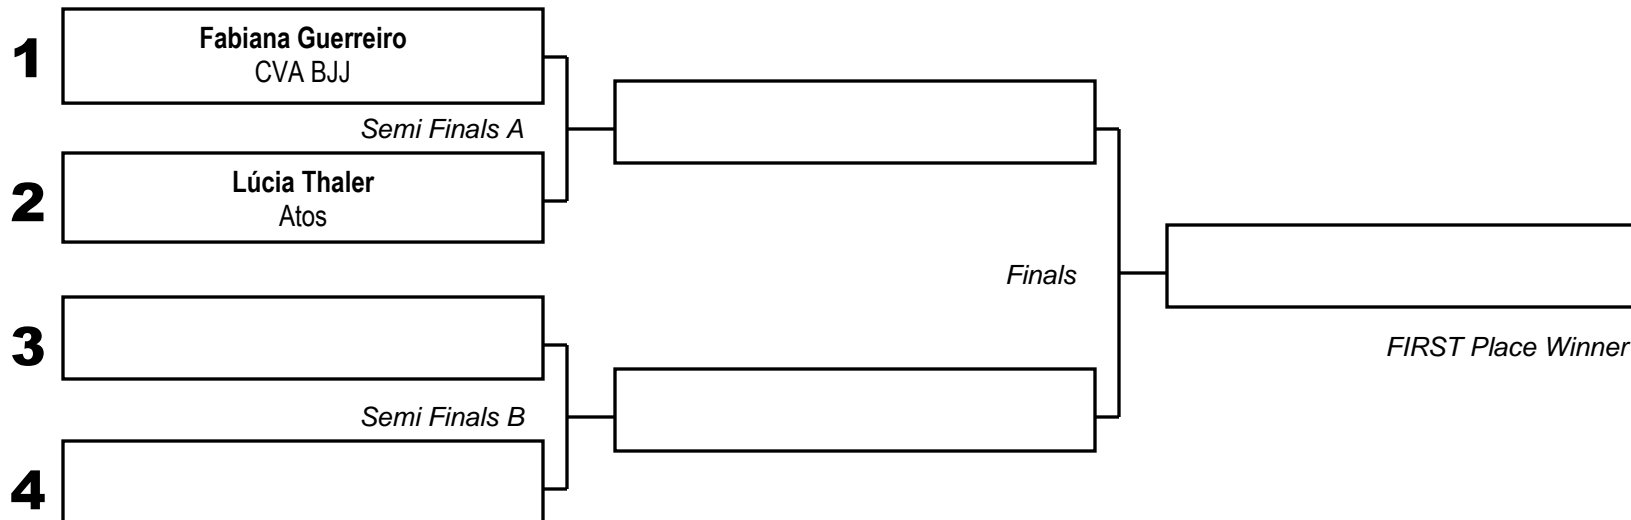 1
Fabiana Guerreiro
CVA BJJ
Semi Finals A
2
Lúcia Thaler
Atos
Finals
3
FIRST Place Winner
Semi Finals B
4